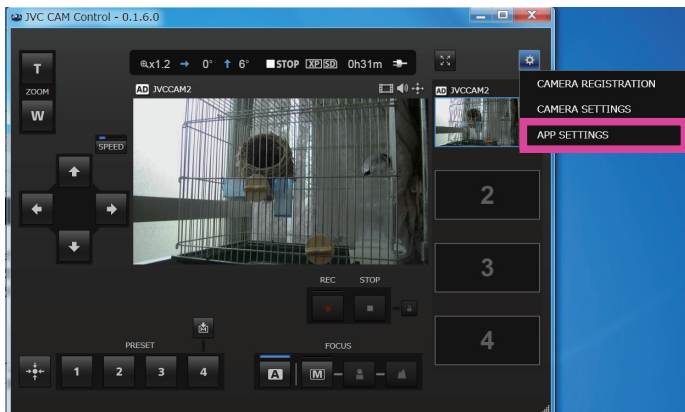 JVC CAM Control - 0.1.6.0
T
ZOOM
W
x1.2 → 0° ↑ 6° STOP XP SD 0h31m
AD JVCCAM2
AD JVCCAM2
CAMERA REGISTRATION
CAMERA SETTINGS
APP SETTINGS
SPEED
2
3
4
REC STOP
PRESET
M
FOCUS
1 2 3 4
A M